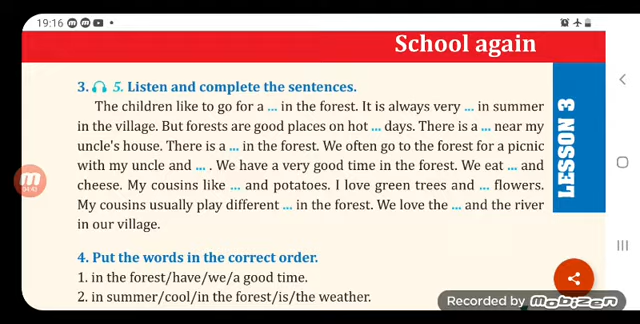 19:16
School again
3. 5. Listen and complete the sentences.
The children like to go for a ... in the forest. It is always very ... in summer
in the village. But forests are good places on hot ... days. There is a ... near my
uncle's house. There is a ... in the forest. We often go to the forest for a picnic
with my uncle and ... . We have a very good time in the forest. We eat ... and
cheese. My cousins like ... and potatoes. I love green trees and ... flowers.
My cousins usually play different ... in the forest. We love the ... and the river
in our village.
LESSON 3
4. Put the words in the correct order.
1. in the forest/have/we/a good time.
2. in summer/cool/in the forest/is/the weather.
M
04:43
Recorded by Mobizen